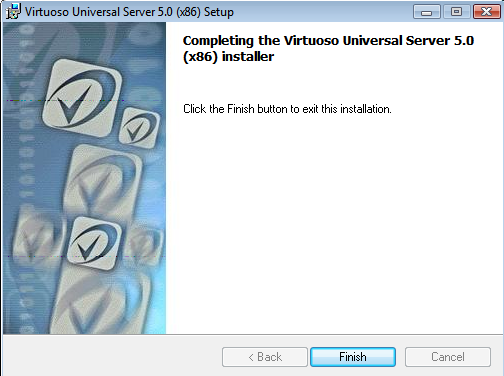 Virtuoso Universal Server 5.0 (x86) Setup
Completing the Virtuoso Universal Server 5.0
(x86) installer
Click the Finish button to exit this installation.
< Back
Finish
Cancel